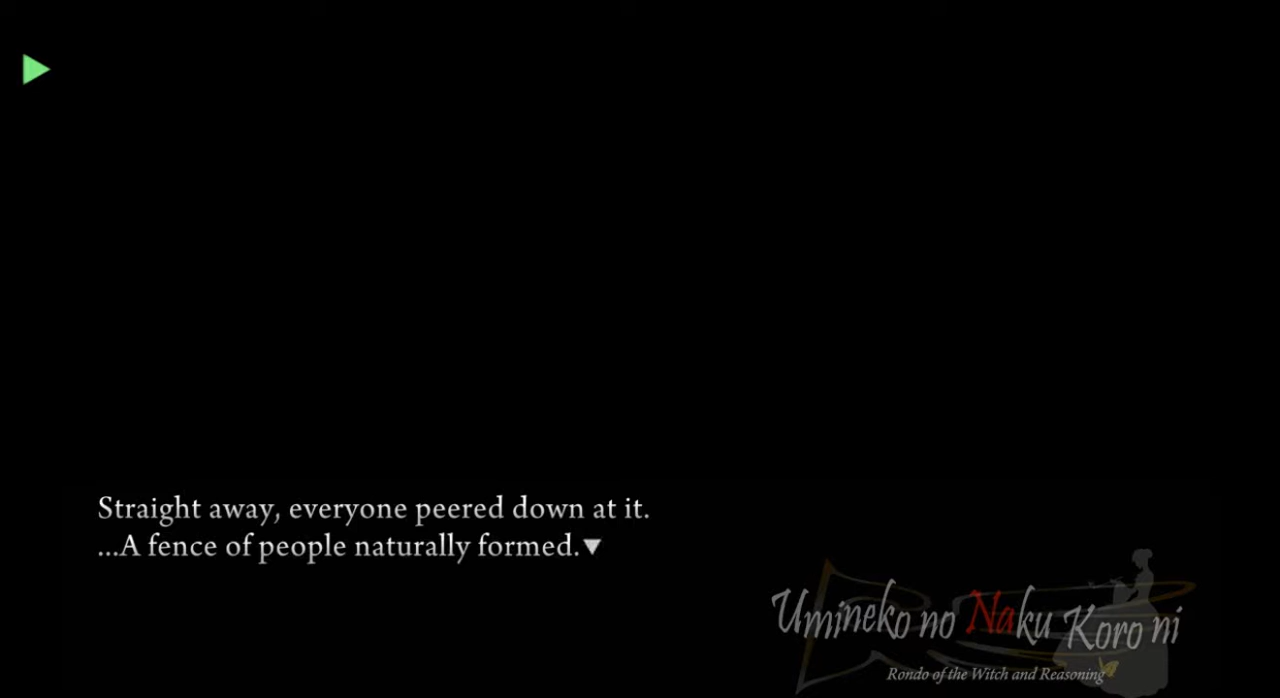 Straight away, everyone peered down at it.
...A fence of people naturally formed.
Umineko no Naku Koro ni
Rondo of the Witch and Reasoning